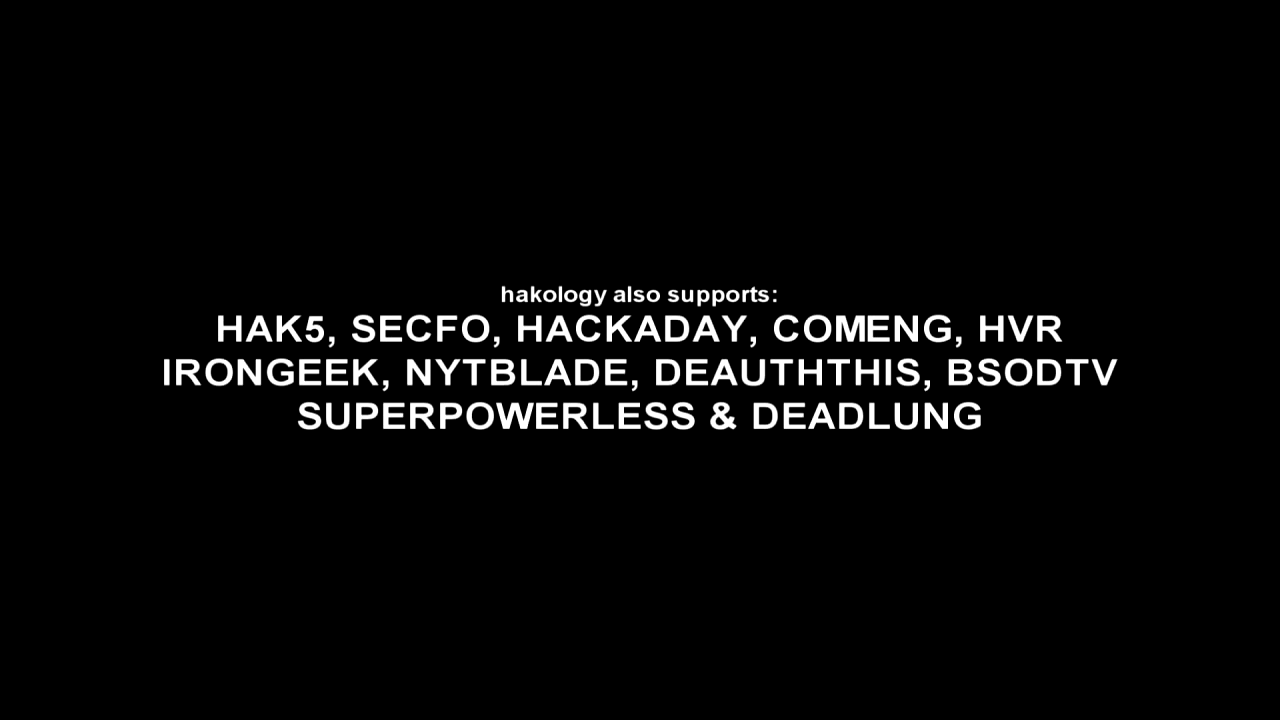 hakology also supports:
HAK5, SECFO, HACKADAY, COMENG, HVR
IRONGEEK, NYTBLADE, DEAUTHTHIS, BSODTV
SUPERPOWERLESS & DEADLUNG